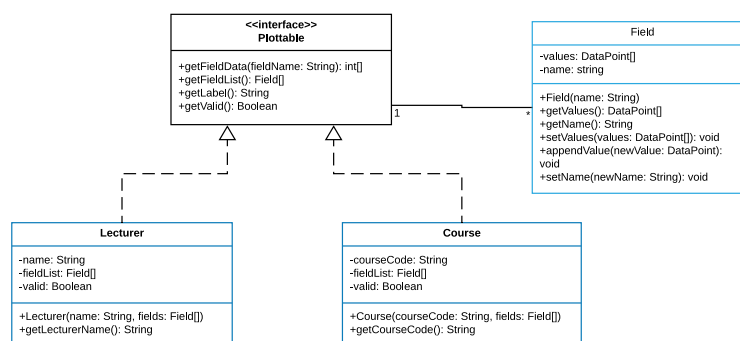 <<interface>>
Plottable
+getFieldData(fieldName: String): int[]
+getFieldList(): Field[]
+getLabel(): String
+getValid(): Boolean
1
*
Field
-values: DataPoint[]
-name: string
+Field(name: String)
+getValues(): DataPoint[]
+getName(): String
+setValues(values: DataPoint[]): void
+appendValue(newValue: DataPoint):
void
+setName(newName: String): void
Lecturer
-name: String
-fieldList: Field[]
-valid: Boolean
+Lecturer(name: String, fields: Field[])
+getLecturerName(): String
Course
-courseCode: String
-fieldList: Field[]
-valid: Boolean
+Course(courseCode: String, fields: Field[])
+getCourseCode(): String